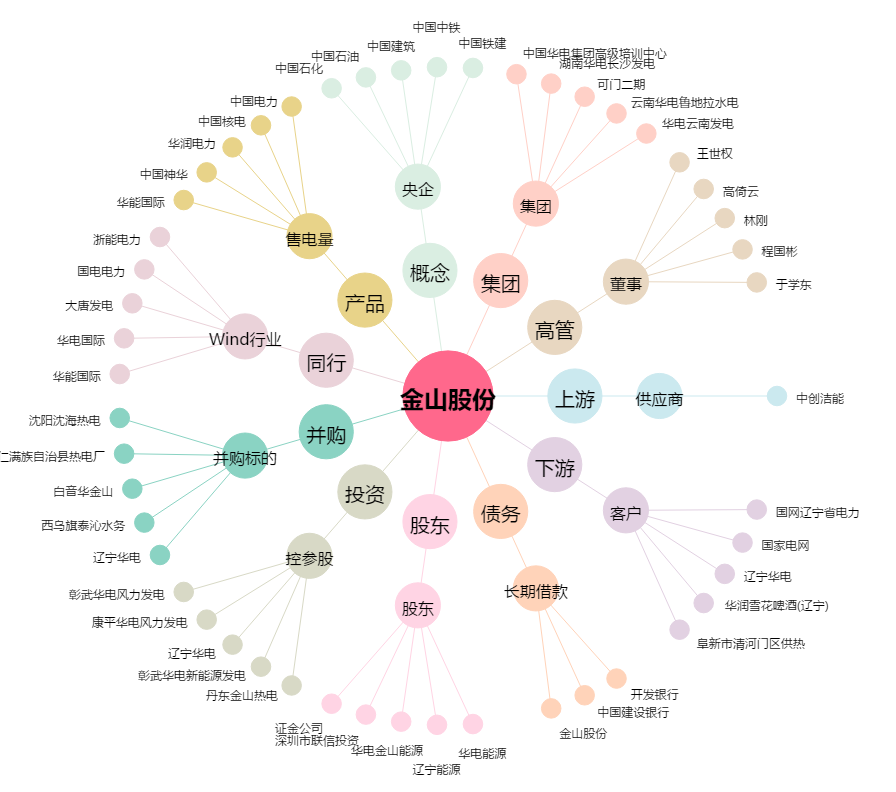 中国中铁
中国建筑
中国铁建
中国石油
中国石化
中国华电集团高级培训中心
湖南华电长沙发电
可门二期
云南华电鲁地拉水电
华电云南发电
中国电力
中国核电
华润电力
中国神华
华能国际
央企
集团
售电量
王世权
高倚云
林刚
程国彬
于学东
董事
浙能电力
国电电力
大唐发电
华电国际
华能国际
概念
集团
产品
高管
Wind行业
同行
金山股份
上游
供应商
中创洁能
沈阳沈海热电
仁满族自治县热电厂
白音华金山
西乌旗泰沁水务
辽宁华电
并购
并购标的
下游
投资
股东
债务
客户
国网辽宁省电力
国家电网
辽宁华电
华润雪花啤酒(辽宁)
阜新市清河门区供热
控参股
股东
长期借款
彰武华电风力发电
康平华电风力发电
辽宁华电
彰武华电新能源发电
丹东金山热电
证金公司
深圳市联信投资
华电金山能源
辽宁能源
华电能源
开发银行
中国建设银行
金山股份